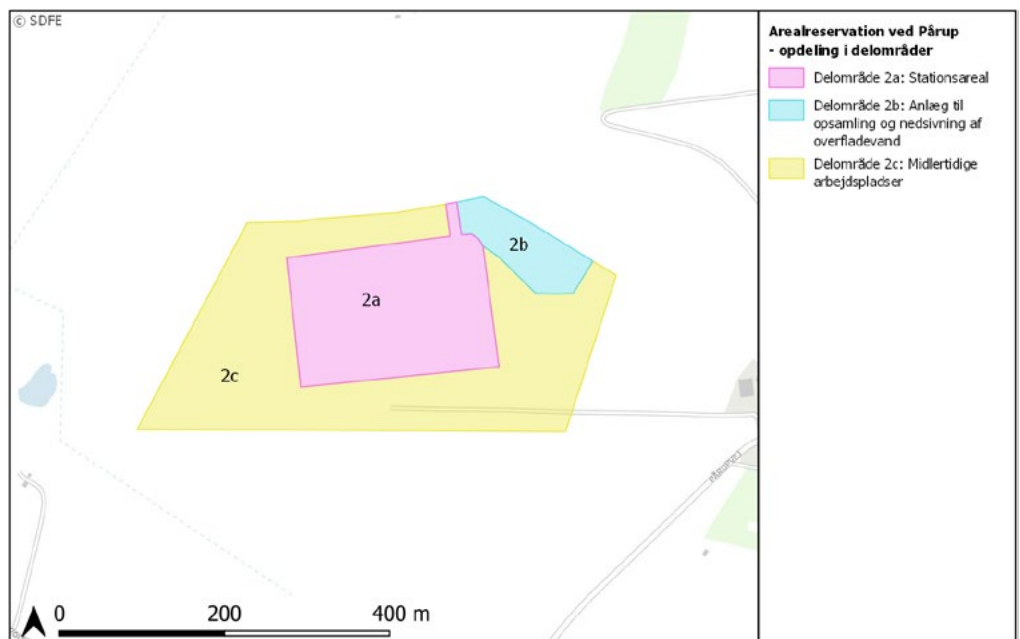 © SDFE
Arealreservation ved Pårup
- opdeling i delområder
Delområde 2a: Stationsareal
Delområde 2b: Anlæg til
opsamling og nedsivning af
overfladevand
Delområde 2c: Midlertidige
arbejdspladser
2b
2a
2c
PÅRUPVEJ
0 200 400 m